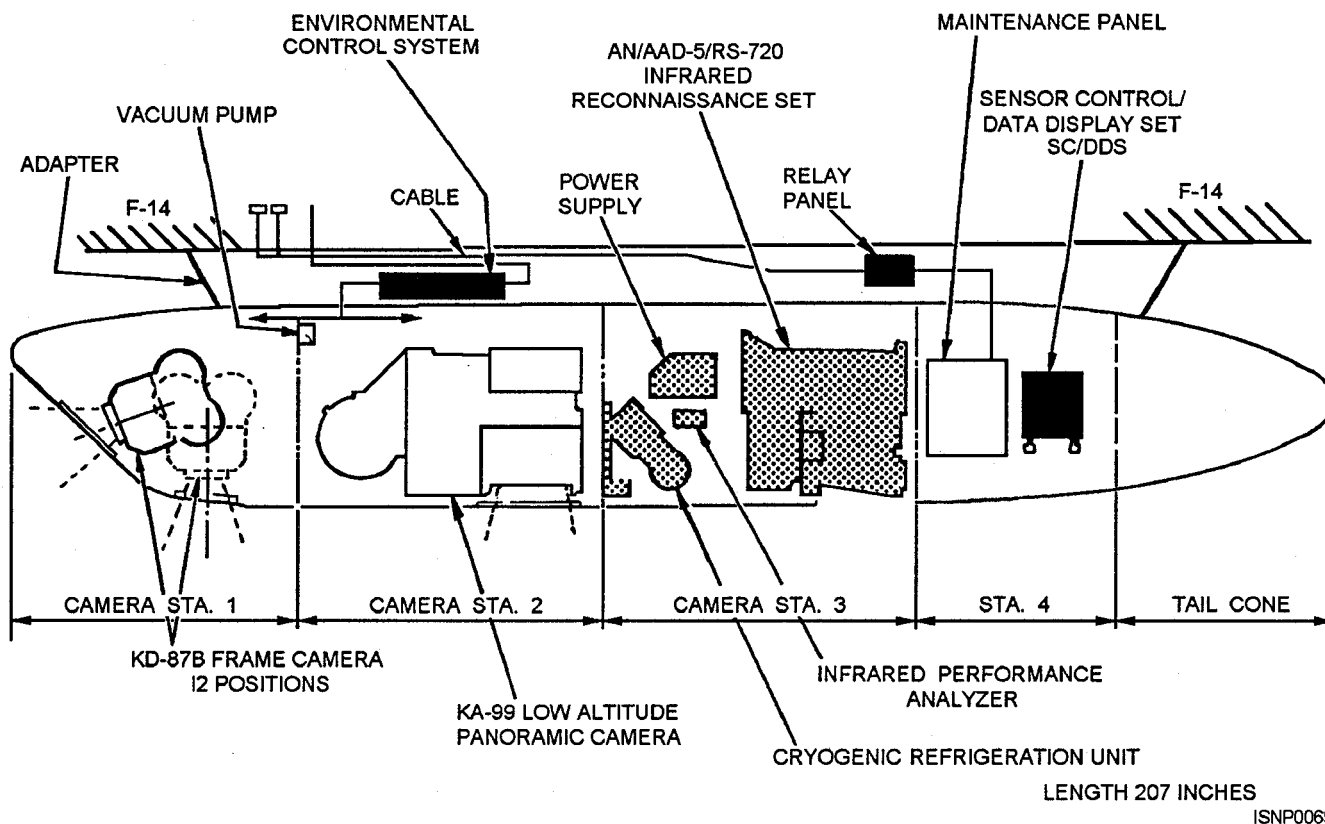 ENVIRONMENTAL
CONTROL SYSTEM
AN/AAD-5/RS-720
INFRARED
RECONNAISSANCE SET
MAINTENANCE PANEL
SENSOR CONTROL/
DATA DISPLAY SET
SC/DDS
VACUUM PUMP
ADAPTER
F-14
CABLE
POWER
SUPPLY
RELAY
PANEL
F-14
CAMERA STA. 1
CAMERA STA. 2
CAMERA STA. 3
STA. 4
TAIL CONE
KD-87B FRAME CAMERA
I2 POSITIONS
KA-99 LOW ALTITUDE
PANORAMIC CAMERA
INFRARED PERFORMANCE
ANALYZER
CRYOGENIC REFRIGERATION UNIT
LENGTH 207 INCHES